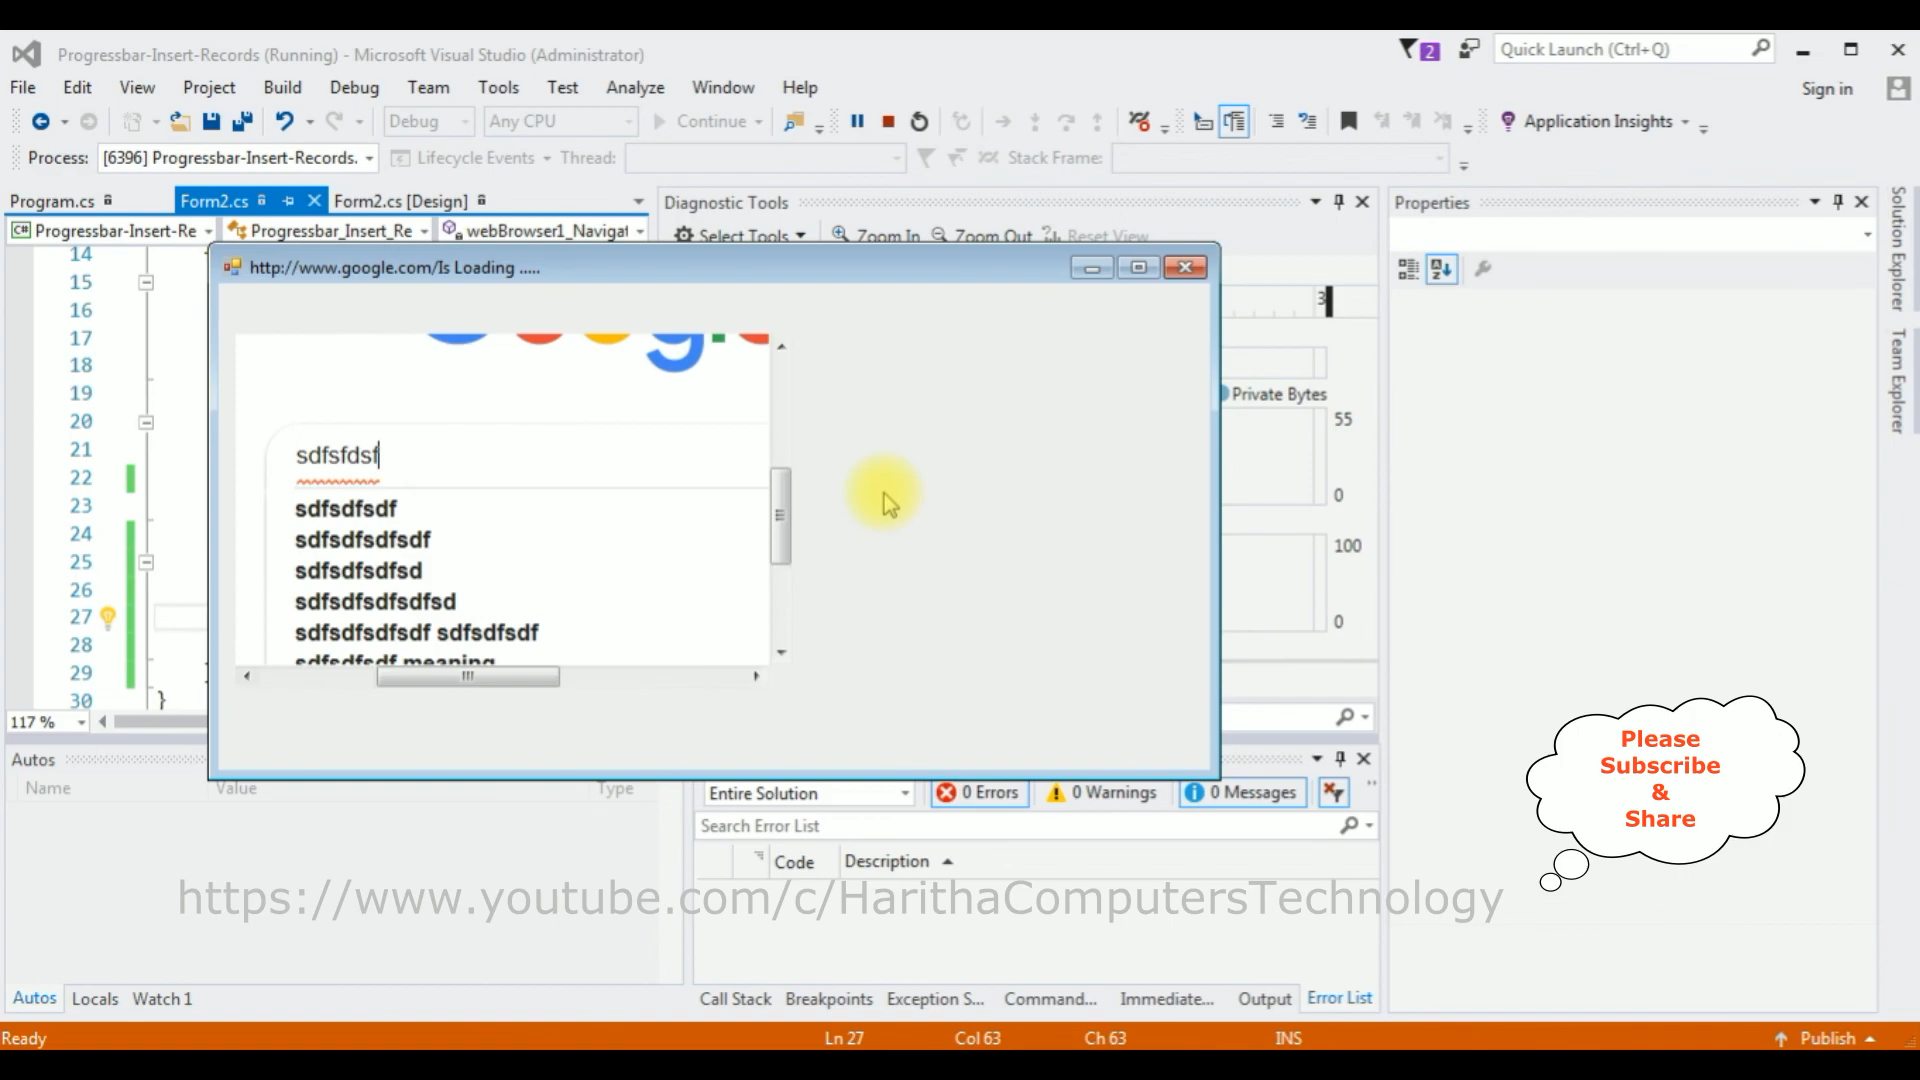 Progressbar-Insert-Records (Running) - Microsoft Visual Studio (Administrator)
2
Quick Launch (Ctrl+Q)
File Edit View Project Build Debug Team Tools Test Analyze Window Help
Sign in
Debug Any CPU Continue Application Insights
Process: [6396] Progressbar-Insert-Records. Lifecycle Events Thread: Stack Frame:
Program.cs Form2.cs Form2.cs [Design]
Diagnostic Tools
Properties
Solution Explorer
Team Explorer
C# Progressbar-Insert-Re Progressbar_Insert_Re webBrowser1_Navigat
Select Tools Zoom In Zoom Out Reset View
14
15
16
17
18
19
20
21
22
23
24
25
26
27
28
29
30 }
http://www.google.com/Is Loading .....
sdfsfdsf
sdfsdfsdf
sdfsdfsdfsdf
sdfsdfsdfsd
sdfsdfsdfsdfsd
sdfsdfsdfsdf sdfsdfsdf
sdfsdfsdf meaning
3
Private Bytes
55
0
100
0
117 %
Autos
Name Value Type
Entire Solution 0 Errors 0 Warnings 0 Messages
Search Error List
Code Description
Please
Subscribe
&
Share
https://www.youtube.com/c/HarithaComputersTechnology
Autos Locals Watch 1
Call Stack Breakpoints Exception S... Command... Immediate... Output Error List
Ready Ln 27 Col 63 Ch 63 INS Publish